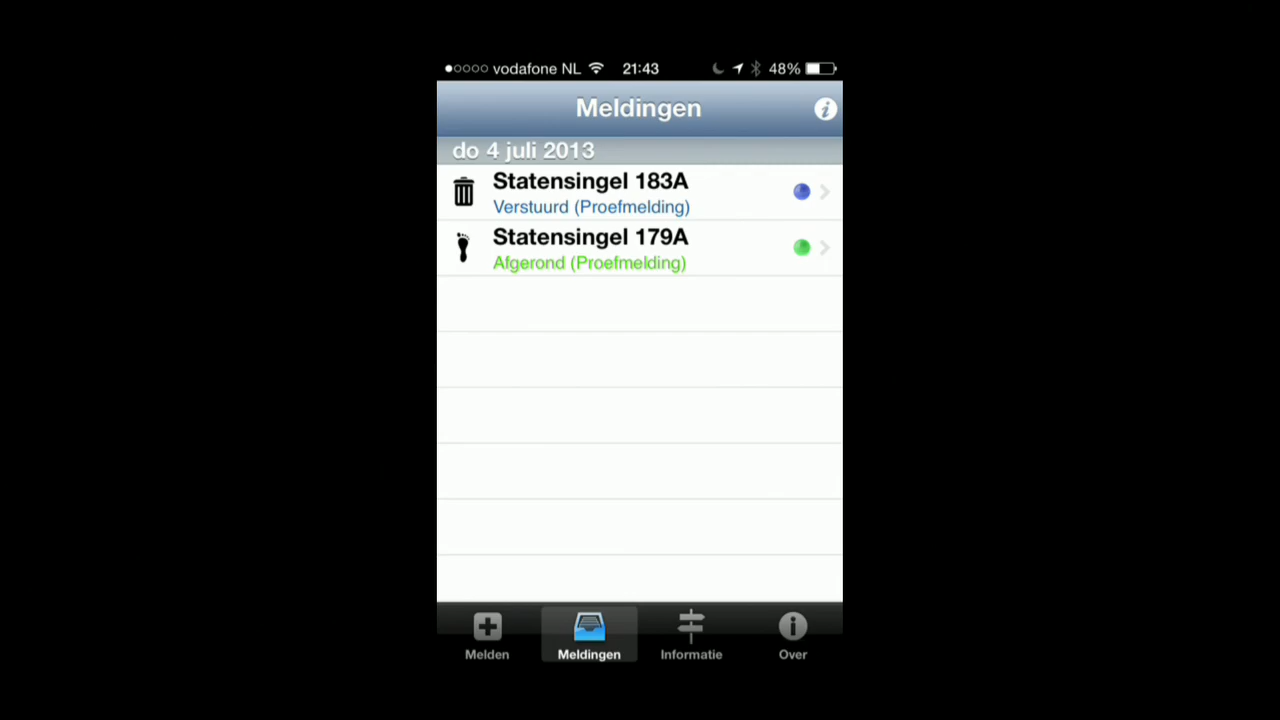 vodafone NL 21:43 48%
Meldingen
do 4 juli 2013
Statensingel 183A
Verstuurd (Proefmelding)
Statensingel 179A
Afgerond (Proefmelding)
Melden Meldingen Informatie Over